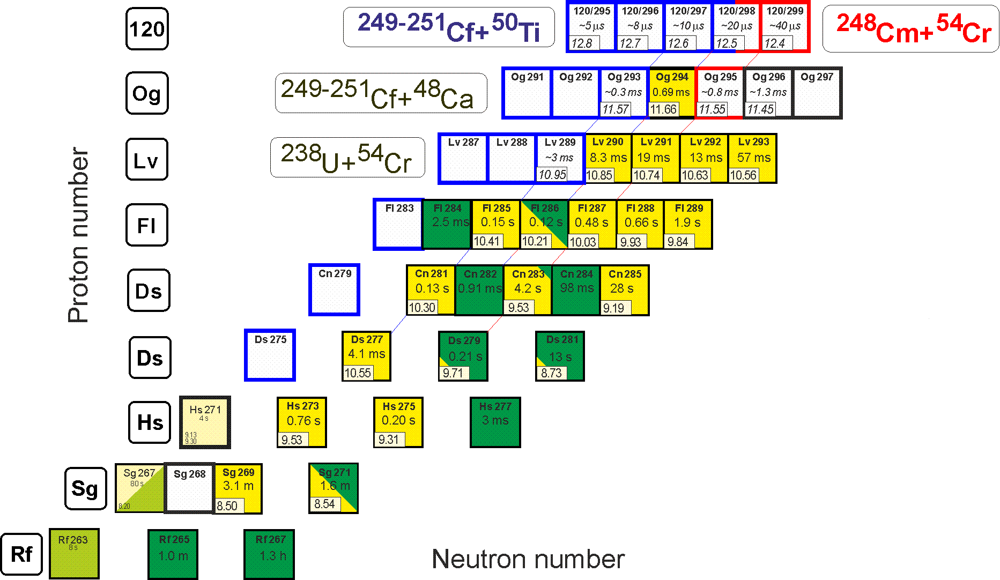 120
249-251Cf+50Ti
120/295 120/296 120/297 120/298 120/299
~5 µs ~8 µs ~10 µs ~20 µs ~40 µs
12.8 12.7 12.6 12.5 12.4
248Cm+54Cr
Og
249-251Cf+48Ca
Og 291 Og 292 Og 293 Og 294 Og 295 Og 296 Og 297
~0.3 ms 0.69 ms ~0.8 ms ~1.3 ms
11.57 11.66 11.55 11.45
Lv
238U+54Cr
Lv 287 Lv 288 Lv 289 Lv 290 Lv 291 Lv 292 Lv 293
~3 ms 8.3 ms 19 ms 13 ms 57 ms
10.95 10.85 10.74 10.63 10.56
Proton number
Fl
Fl 283 Fl 284 Fl 285 Fl 286 Fl 287 Fl 288 Fl 289
2.5 ms 0.15 s 0.12 s 0.48 s 0.66 s 1.9 s
10.41 10.21 10.03 9.93 9.84
Ds
Cn 279 Cn 281 Cn 282 Cn 283 Cn 284 Cn 285
0.13 s 0.91 ms 4.2 s 98 ms 28 s
10.30 9.53 9.19
Ds
Ds 275 Ds 277 Ds 279 Ds 281
4.1 ms 0.21 s 13 s
10.55 9.71 8.73
Hs
Hs 271 Hs 273 Hs 275 Hs 277
4 s 0.76 s 0.20 s 3 ms
9.13
9.30 9.53 9.31
Sg
Sg 267 Sg 268 Sg 269 Sg 271
80 s 3.1 m 1.6 m
8.20 8.50 8.54
Rf
Rf 263 Rf 265 Rf 267
8 s 1.0 m 1.3 h
Neutron number